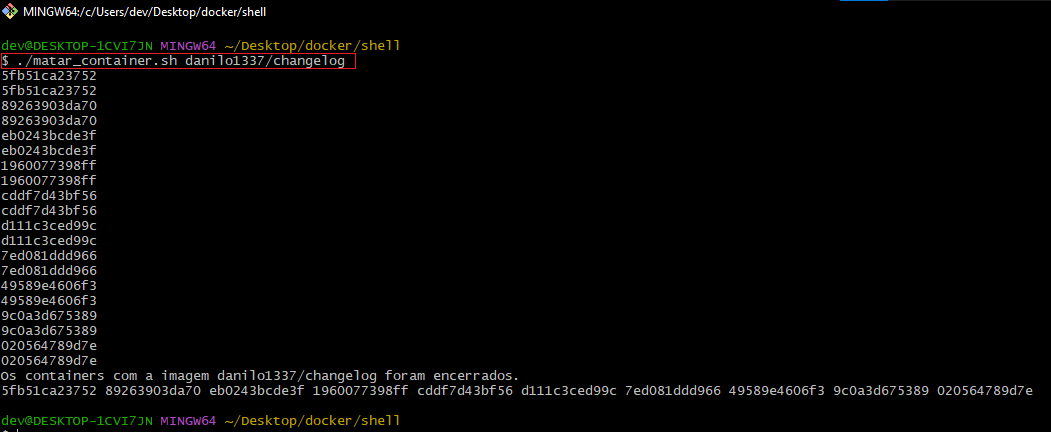 MINGW64:/c/Users/dev/Desktop/docker/shell
dev@DESKTOP-1CVI7JN MINGW64 ~/Desktop/docker/shell
$ ./matar_container.sh danilo1337/changelog
5fb51ca23752
5fb51ca23752
89263903da70
89263903da70
eb0243bcde3f
eb0243bcde3f
1960077398ff
1960077398ff
cddf7d43bf56
cddf7d43bf56
d111c3ced99c
d111c3ced99c
7ed081ddd966
7ed081ddd966
49589e4606f3
49589e4606f3
9c0a3d675389
9c0a3d675389
020564789d7e
020564789d7e
Os containers com a imagem danilo1337/changelog foram encerrados.
5fb51ca23752 89263903da70 eb0243bcde3f 1960077398ff cddf7d43bf56 d111c3ced99c 7ed081ddd966 49589e4606f3 9c0a3d675389 020564789d7e
dev@DESKTOP-1CVI7JN MINGW64 ~/Desktop/docker/shell
$